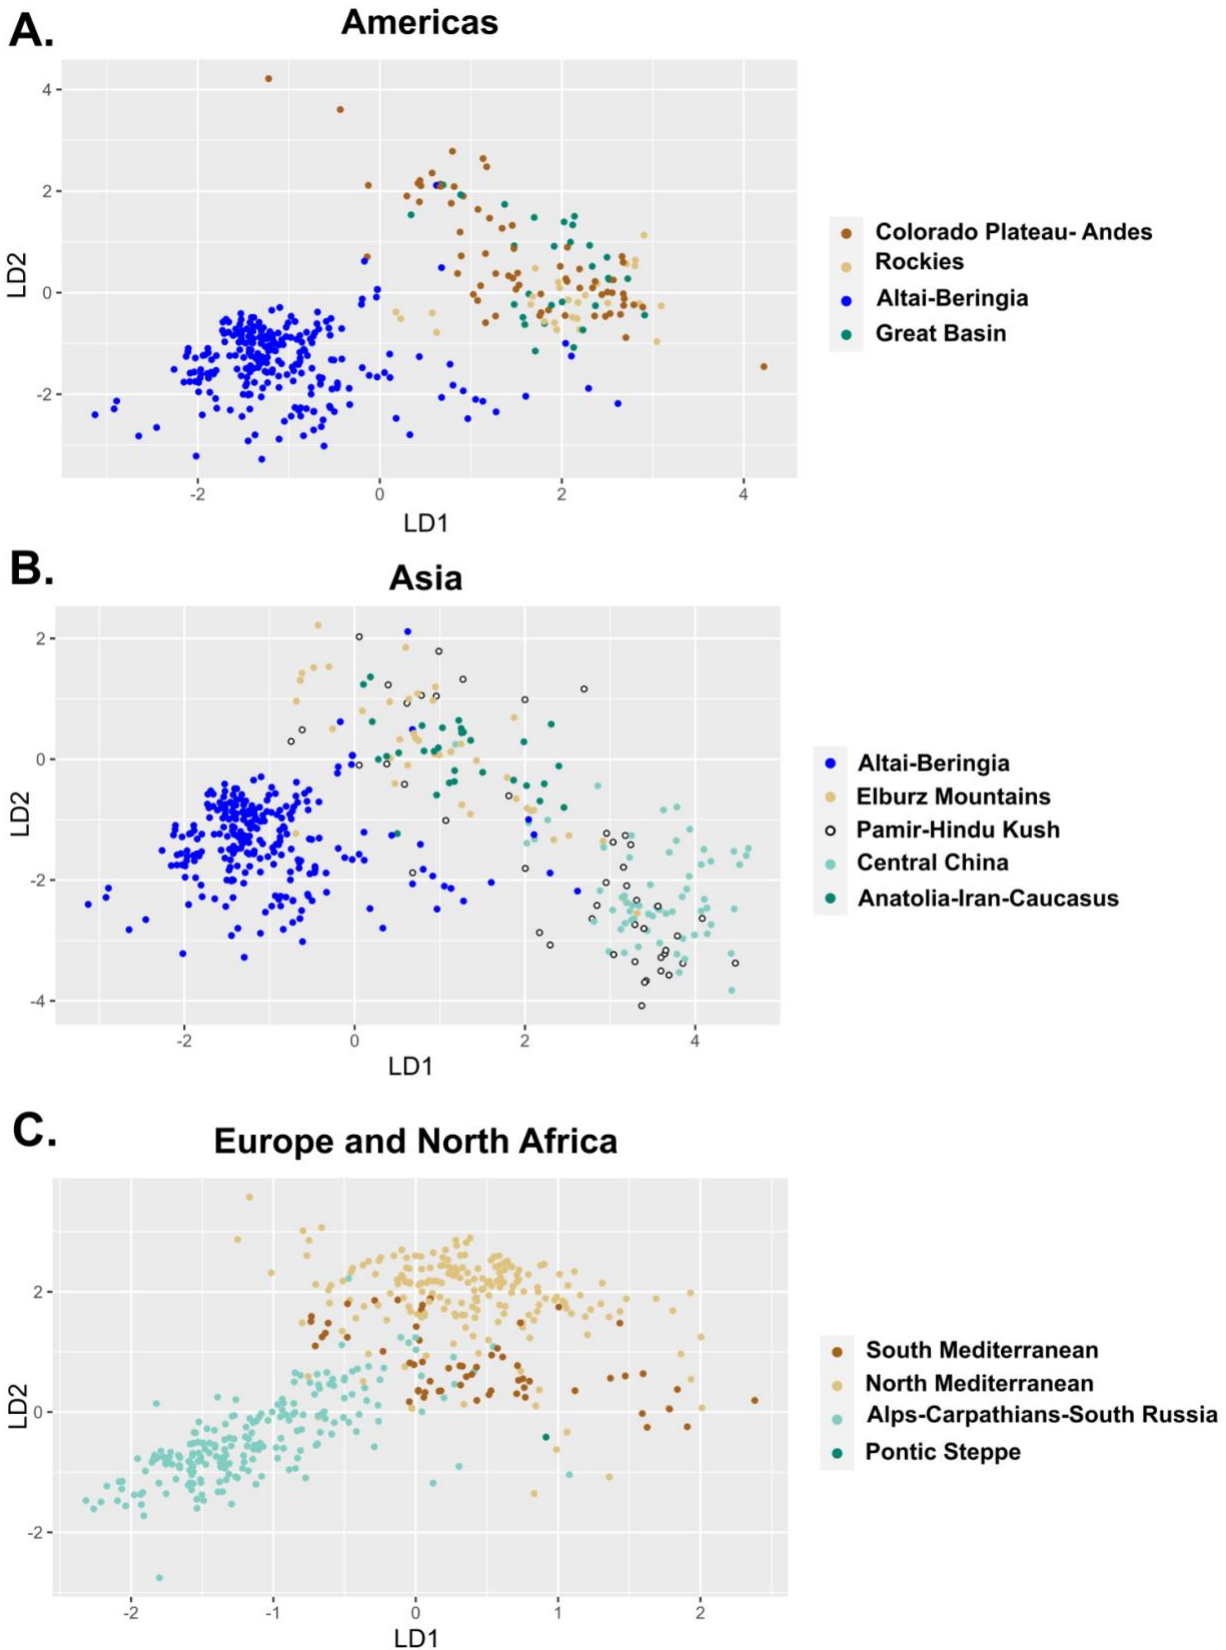 A.
Americas
4
2
0
-2
LD2
-2 0 2 4
LD1
Colorado Plateau- Andes
Rockies
Altai-Beringia
Great Basin
B.
Asia
2
0
-2
-4
LD2
-2 0 2 4
LD1
Altai-Beringia
Elburz Mountains
Pamir-Hindu Kush
Central China
Anatolia-Iran-Caucasus
C.
Europe and North Africa
2
0
-2
LD2
-2 -1 0 1 2
LD1
South Mediterranean
North Mediterranean
Alps-Carpathians-South Russia
Pontic Steppe